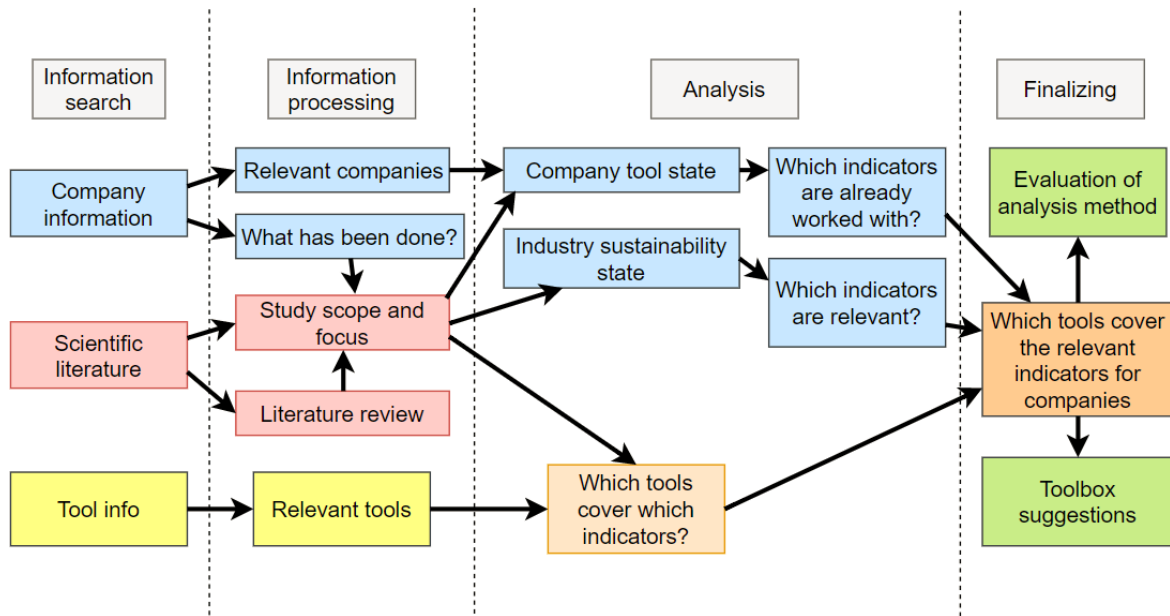 Information
search
Information
processing
Analysis
Finalizing
Company
information
Relevant companies
What has been done?
Company tool state
Industry sustainability
state
Which indicators
are already
worked with?
Which indicators
are relevant?
Evaluation of
analysis method
Scientific
literature
Study scope and
focus
Literature review
Which tools cover
the relevant
indicators for
companies
Tool info
Relevant tools
Which tools
cover which
indicators?
Toolbox
suggestions